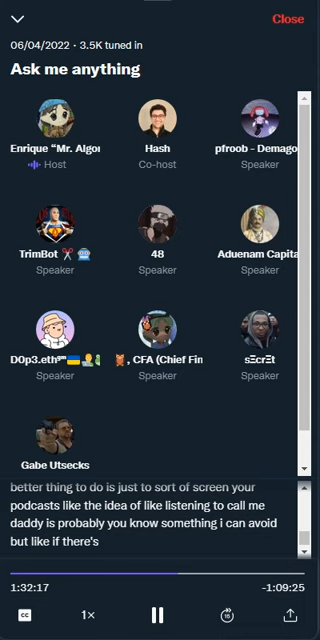 Close
06/04/2022 · 3.5K tuned in
Ask me anything
Enrique “Mr. Algor
Hash
pfroob - Demago
Host
Co-host
Speaker
TrimBot ✂️ 🤖
48
Aduenam Capita
Speaker
Speaker
Speaker
D0p3.eth
, CFA (Chief Fin
sΞcrΞt
Speaker
Speaker
Speaker
Gabe Utsecks
better thing to do is just to sort of screen your
podcasts like the idea of like listening to call me
daddy is probably you know something i can avoid
but like if there's
1:32:17
-1:09:25
CC
1×
15